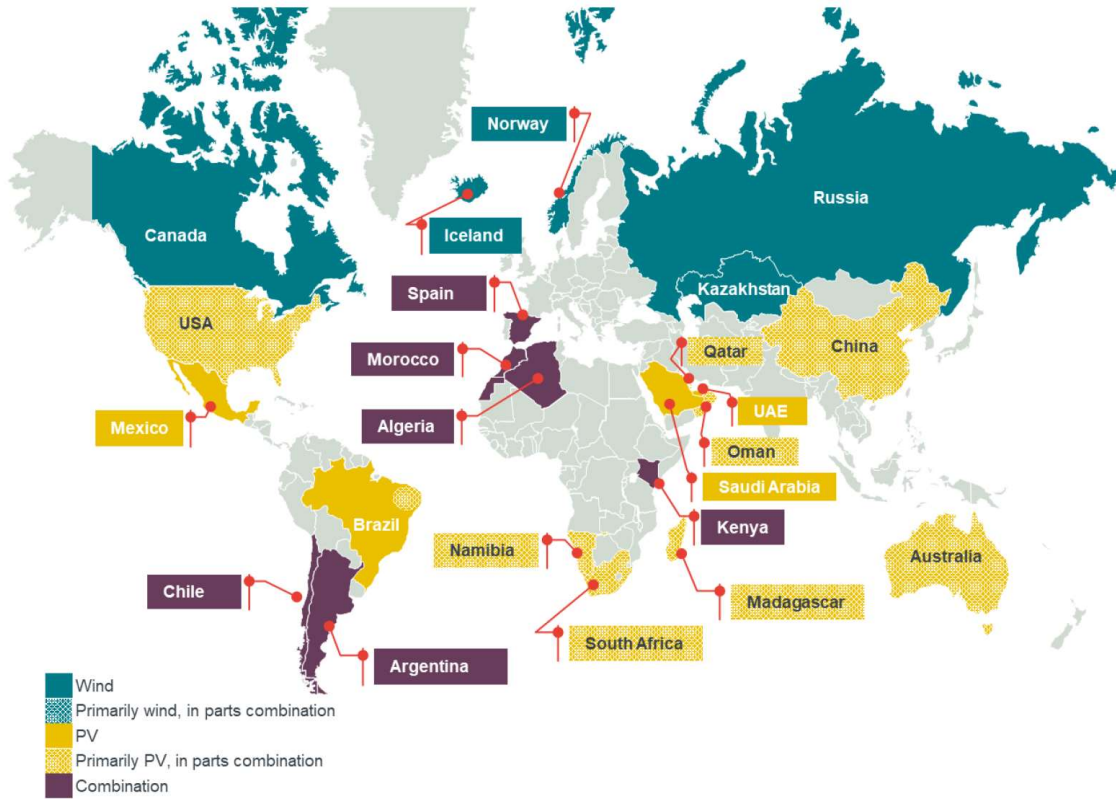 Norway
Russia
Canada
Iceland
Kazakhstan
Spain
USA
Qatar
China
Morocco
Mexico
Algeria
UAE
Oman
Saudi Arabia
Brazil
Kenya
Namibia
Australia
Chile
Madagascar
South Africa
Argentina
Wind
Primarily wind, in parts combination
PV
Primarily PV, in parts combination
Combination